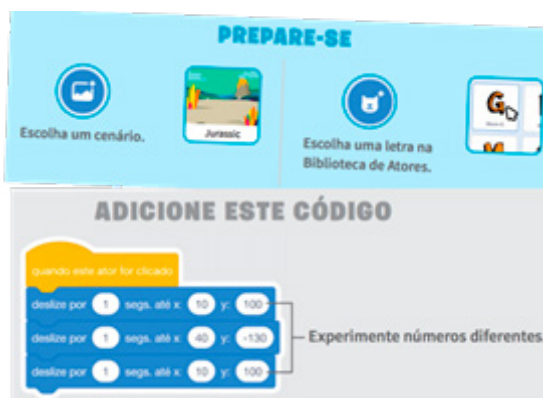 PREPARE-SE
Escolha um cenário.
Jurassic
Escolha uma letra na
Biblioteca de Atores.
G
ADICIONE ESTE CÓDIGO
quando este ator for clicado
deslize por 1 segs. até x: 10 y: 100
deslize por 1 segs. até x: 40 y: -130
deslize por 1 segs. até x: 10 y: 100
Experimente números diferentes